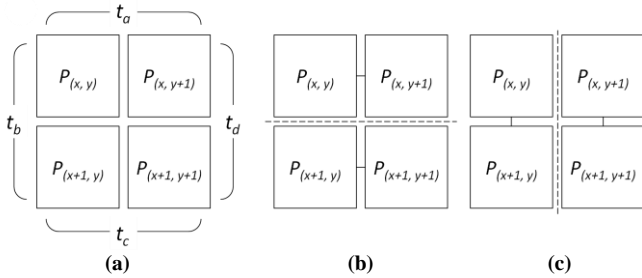 t_a
P_(x, y) P_(x, y+1) P_(x, y) P_(x, y+1) P_(x, y) P_(x, y+1)
t_b t_d
P_(x+1, y) P_(x+1, y+1) P_(x+1, y) P_(x+1, y+1) P_(x+1, y) P_(x+1, y+1)
t_c
(a) (b) (c)